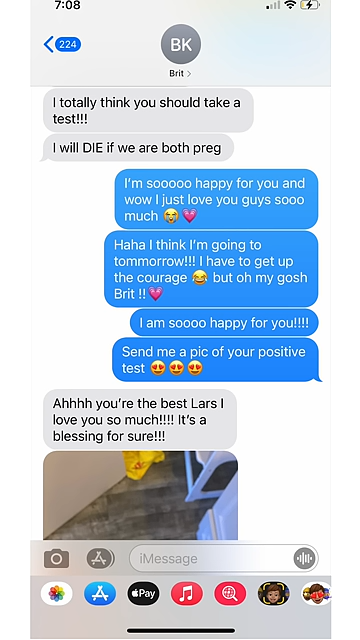 7:08
224
BK
Brit >
I totally think you should take a
test!!!
I will DIE if we are both preg
I'm sooooo happy for you and
wow I just love you guys sooo
much 😭💗
Haha I think I'm going to
tommorrow!!! I have to get up
the courage 😂 but oh my gosh
Brit !!💗
I am soooo happy for you!!!!
Send me a pic of your positive
test 😍😍😍
Ahhhh you're the best Lars I
love you so much!!!! It's a
blessing for sure!!!
iMessage
Pay